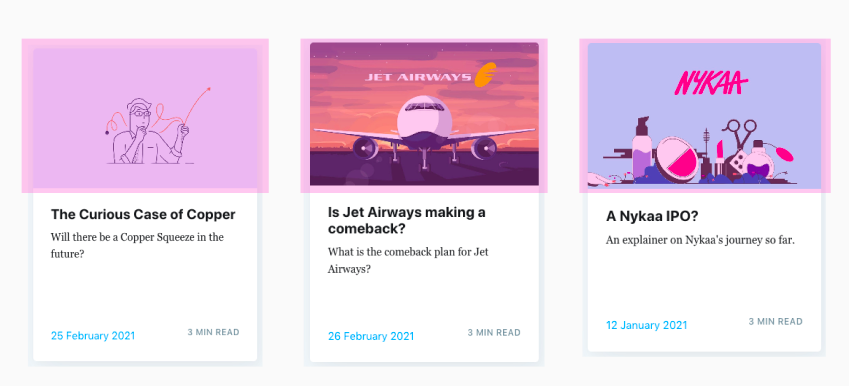 The Curious Case of Copper
Will there be a Copper Squeeze in the
future?
25 February 2021
3 MIN READ
JET AIRWAYS
Is Jet Airways making a
comeback?
What is the comeback plan for Jet
Airways?
26 February 2021
3 MIN READ
NYKAA
A Nykaa IPO?
An explainer on Nykaa's journey so far.
12 January 2021
3 MIN READ